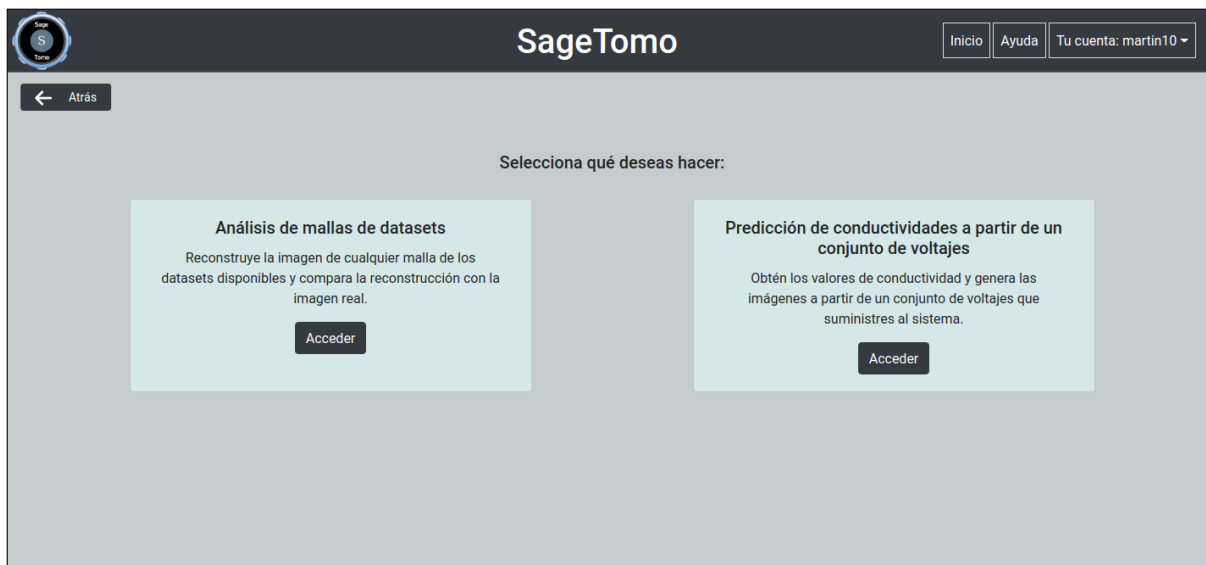 Sage
S
Tomo
SageTomo
Inicio
Ayuda
Tu cuenta: martin10
Atrás
Selecciona qué deseas hacer:
Análisis de mallas de datasets
Reconstruye la imagen de cualquier malla de los
datasets disponibles y compara la reconstrucción con la
imagen real.
Acceder
Predicción de conductividades a partir de un
conjunto de voltajes
Obtén los valores de conductividad y genera las
imágenes a partir de un conjunto de voltajes que
suministres al sistema.
Acceder